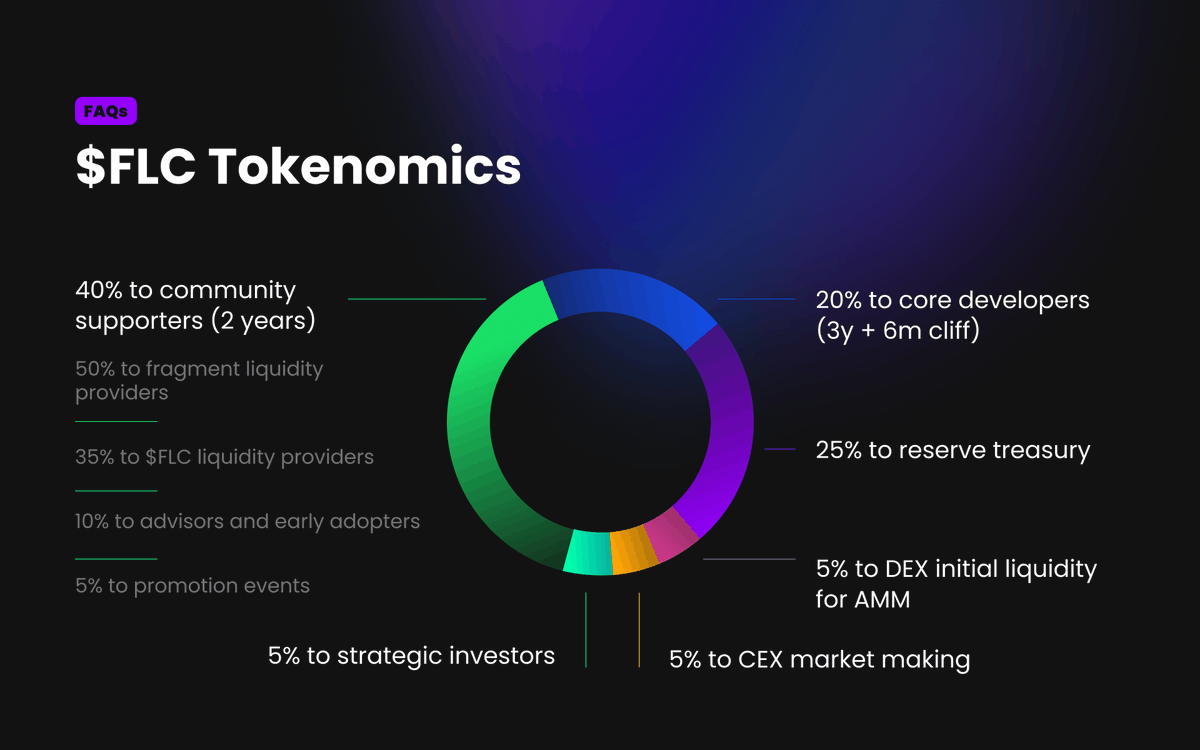 FAQs
$FLC Tokenomics
40% to community
supporters (2 years)
50% to fragment liquidity
providers
35% to $FLC liquidity providers
10% to advisors and early adopters
5% to promotion events
20% to core developers
(3y + 6m cliff)
25% to reserve treasury
5% to DEX initial liquidity
for AMM
5% to strategic investors
5% to CEX market making